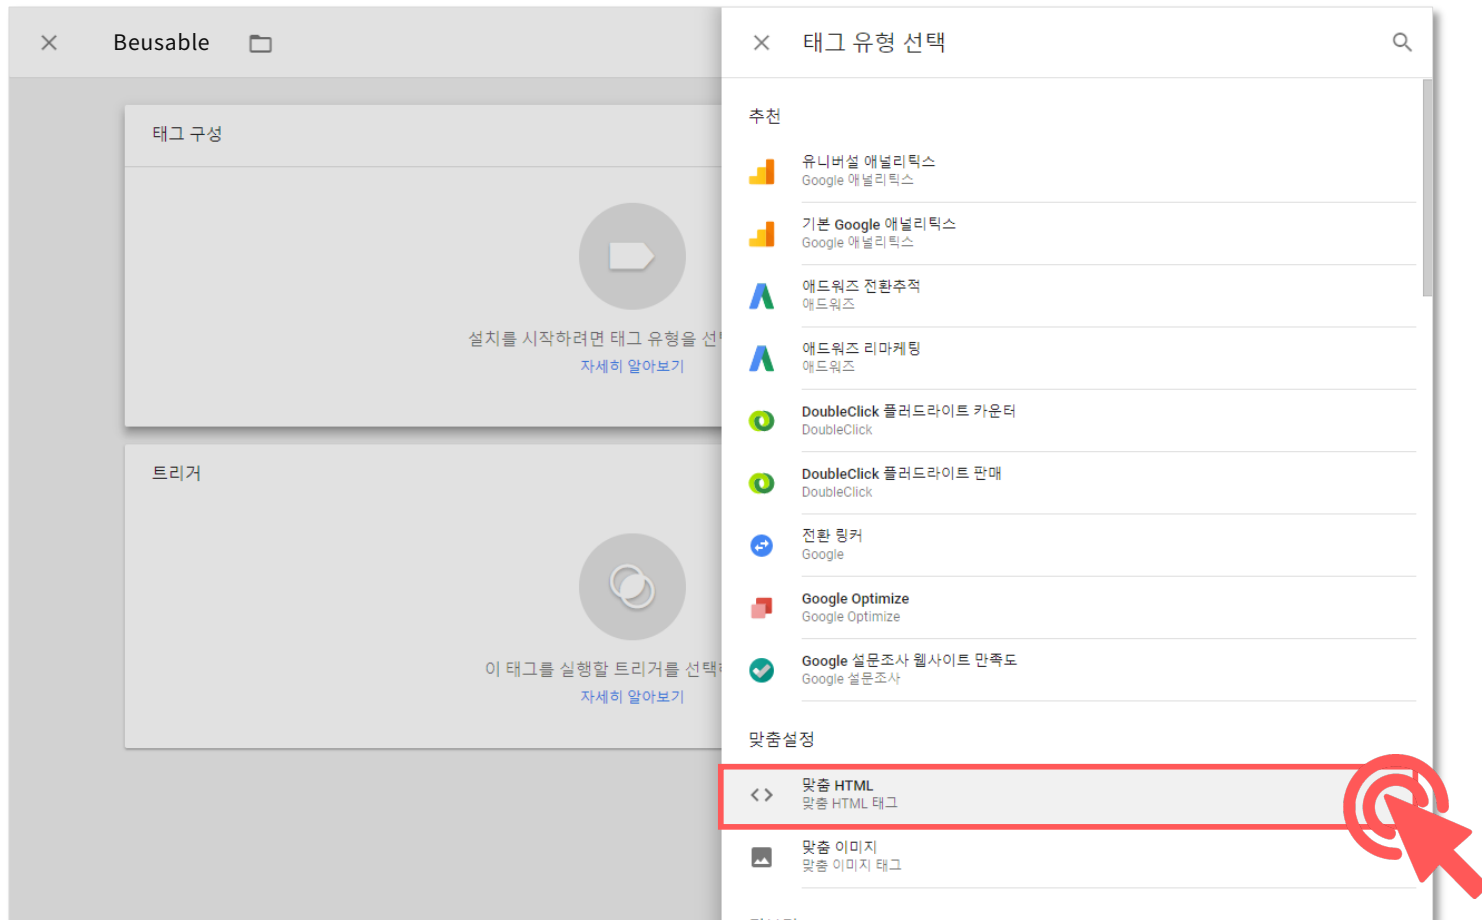 Beusable
태그 구성
설치를 시작하려면 태그 유형을
자세히 알아보기
트리거
이 태그를 실행할 트리거를
자세히 알아보기
태그 유형 선택
추천
유니버설 애널리틱스
Google 애널리틱스
기본 Google 애널리틱스
Google 애널리틱스
애드워즈 전환추적
애드워즈
애드워즈 리마케팅
애드워즈
DoubleClick 플러드라이트 카운터
DoubleClick
DoubleClick 플러드라이트 판매
DoubleClick
전환 링커
Google
Google Optimize
Google Optimize
Google 설문조사 웹사이트 만족도
Google 설문조사
맞춤설정
맞춤 HTML
맞춤 HTML 태그
맞춤 이미지
맞춤 이미지 태그